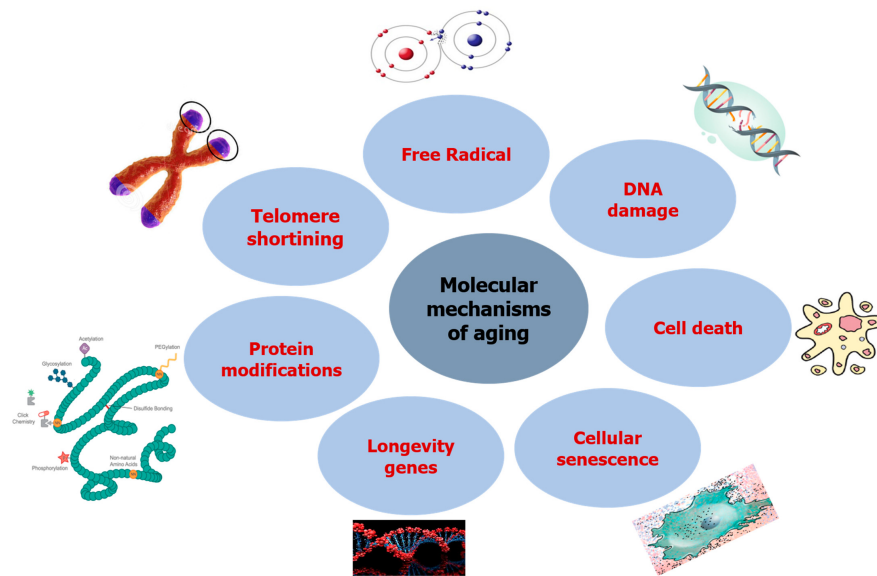 Free Radical
DNA
damage
Telomere
shortining
Molecular
mechanisms
of aging
Cell death
Protein
modifications
Longevity
genes
Cellular
senescence
Acetylation
PEGylation
Glycosylation
Disulfide Bonding
Click
Chemistry
Non-natural
Amino Acids
Phosphorylation